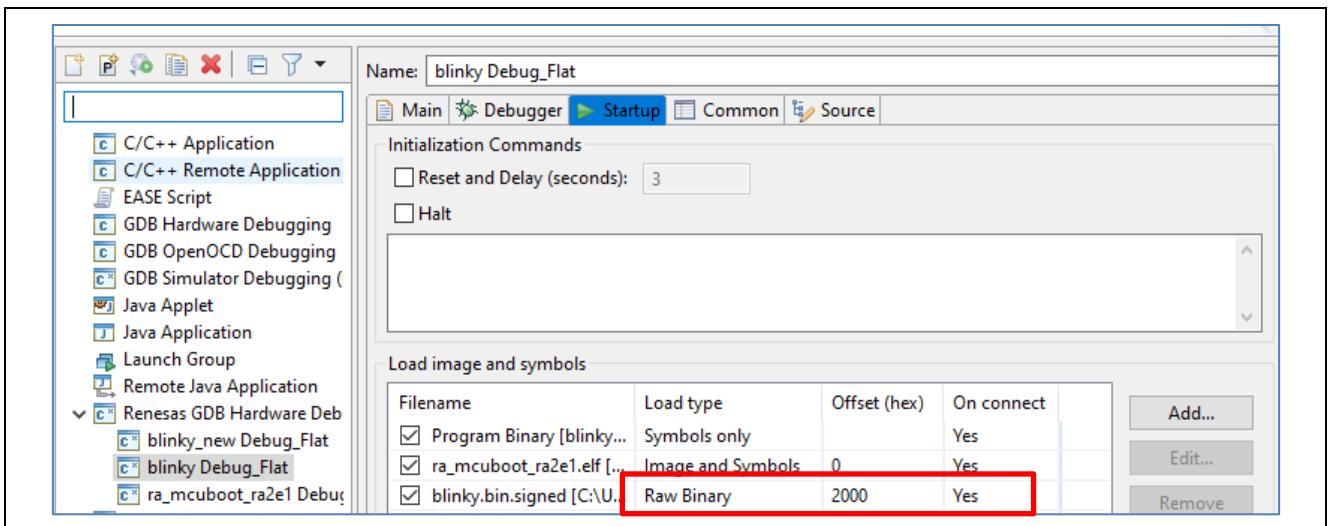 Name: blinky Debug_Flat
Main Debugger Startup Common Source
C/C++ Application
C/C++ Remote Application
EASE Script
GDB Hardware Debugging
GDB OpenOCD Debugging
GDB Simulator Debugging (
Java Applet
Java Application
Launch Group
Remote Java Application
Renesas GDB Hardware Deb
blinky_new Debug_Flat
blinky Debug_Flat
ra_mcuboot_ra2e1 Debug
Initialization Commands
Reset and Delay (seconds): 3
Halt
Load image and symbols
Filename Load type Offset (hex) On connect
Program Binary [blinky... Symbols only Yes
ra_mcuboot_ra2e1.elf [... Image and Symbols 0 Yes
blinky.bin.signed [C:\U... Raw Binary 2000 Yes
Add...
Edit...
Remove